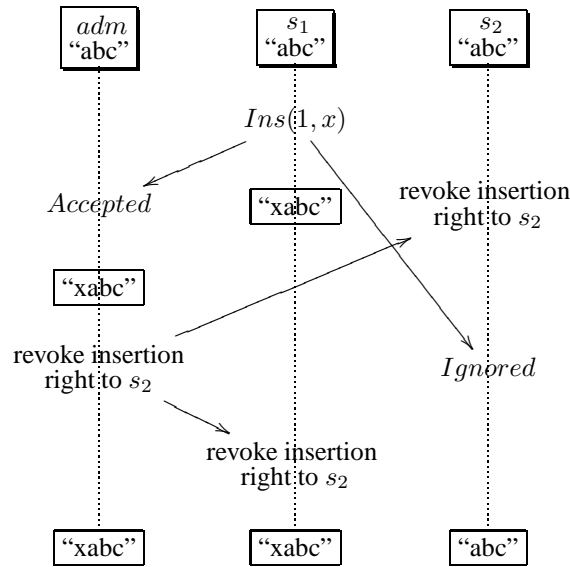 adm
“abc”
s₁
“abc”
s₂
“abc”
Ins(1, x)
Accepted
“xabc”
revoke insertion
right to s₂
“xabc”
revoke insertion
right to s₂
Ignored
revoke insertion
right to s₂
“xabc”
“xabc”
“abc”